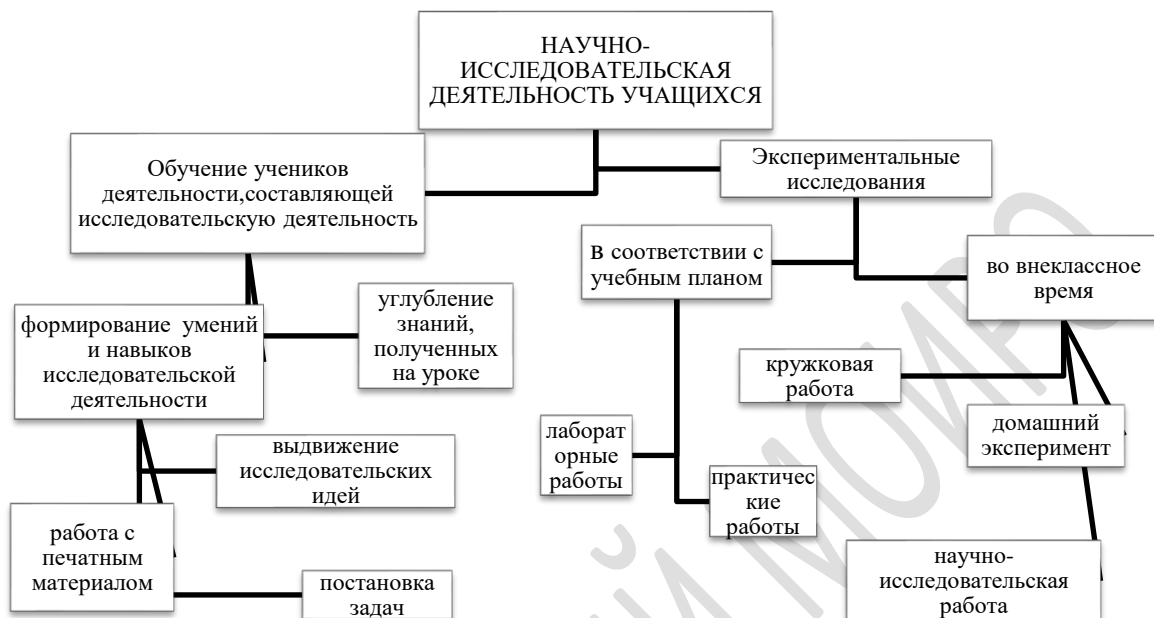 НАУЧНО-
ИССЛЕДОВАТЕЛЬСКАЯ
ДЕЯТЕЛЬНОСТЬ УЧАЩИХСЯ
Обучение учеников
деятельности,составляющей
исследовательскую деятельность
Экспериментальные
исследования
В соответствии с
учебным планом
во внеклассное
время
формирование умений
и навыков
исследовательской
деятельности
углубление
знаний,
полученных
на уроке
кружковая
работа
домашний
эксперимент
выдвижение
исследовательских
идей
лаборат
орные
работы
практичес
кие
работы
работа с
печатным
материалом
постановка
задач
научно-
исследовательская
работа
МОИРО